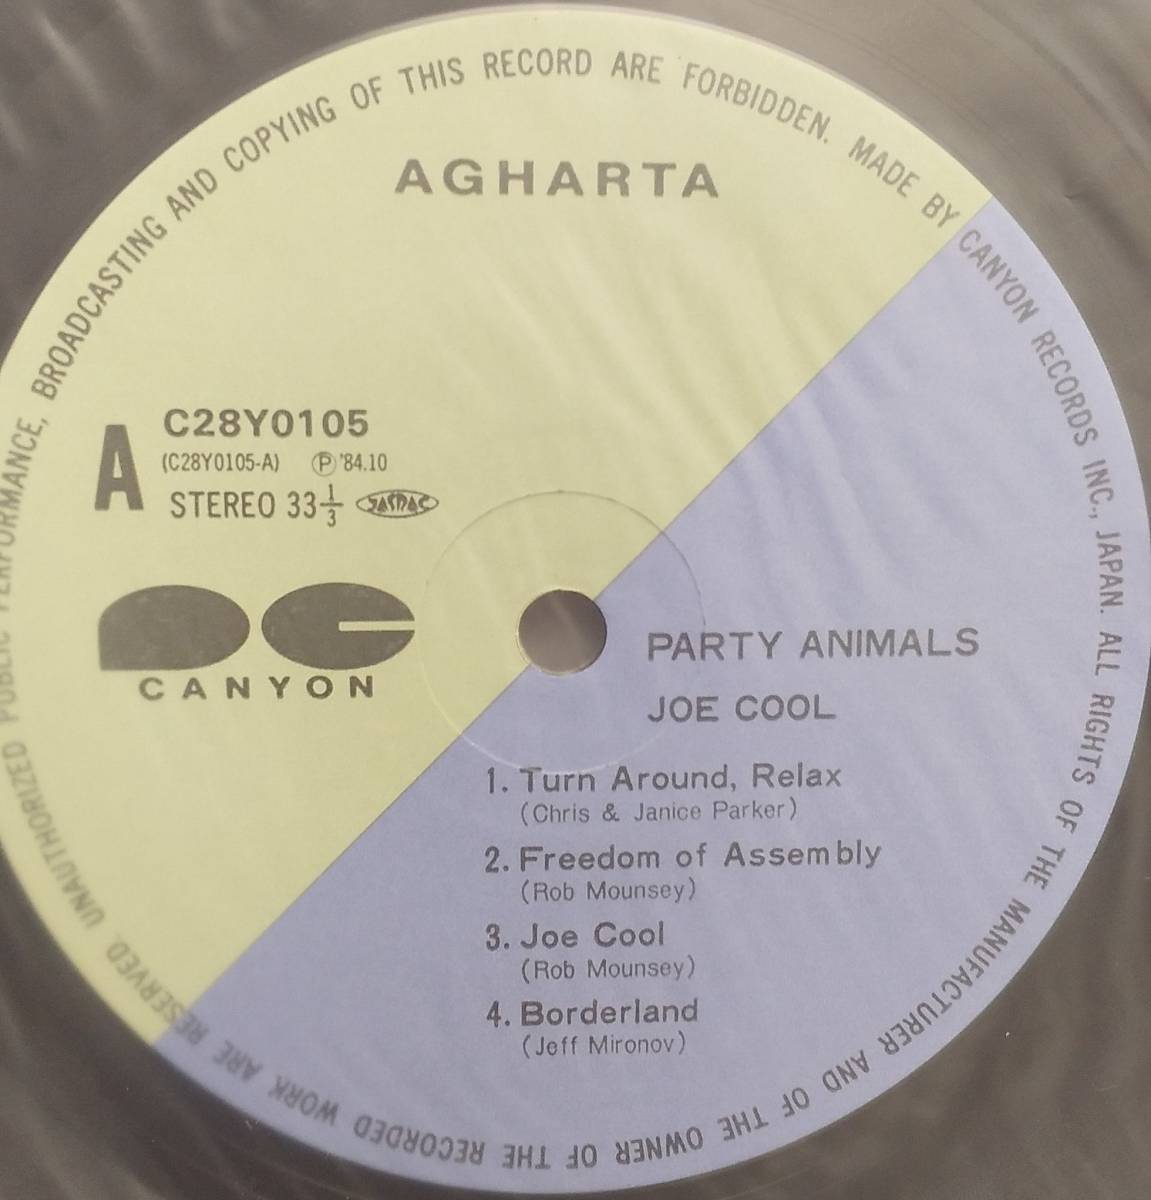 AGHARTA
A
C28Y0105
(C28Y0105-A) Ⓟ'84.10
STEREO 33 1/3 JASRAC
CANYON
PARTY ANIMALS
JOE COOL
1. Turn Around, Relax
(Chris & Janice Parker)
2. Freedom of Assembly
(Rob Mounsey)
3. Joe Cool
(Rob Mounsey)
4. Borderland
(Jeff Mironov)
MADE BY CANYON RECORDS INC., JAPAN. ALL RIGHTS OF THE MANUFACTURER AND OF THE OWNER OF THE RECORDED WORK ARE RESERVED. UNAUTHORIZED PUBLIC PERFORMANCE, BROADCASTING AND COPYING OF THIS RECORD ARE FORBIDDEN.